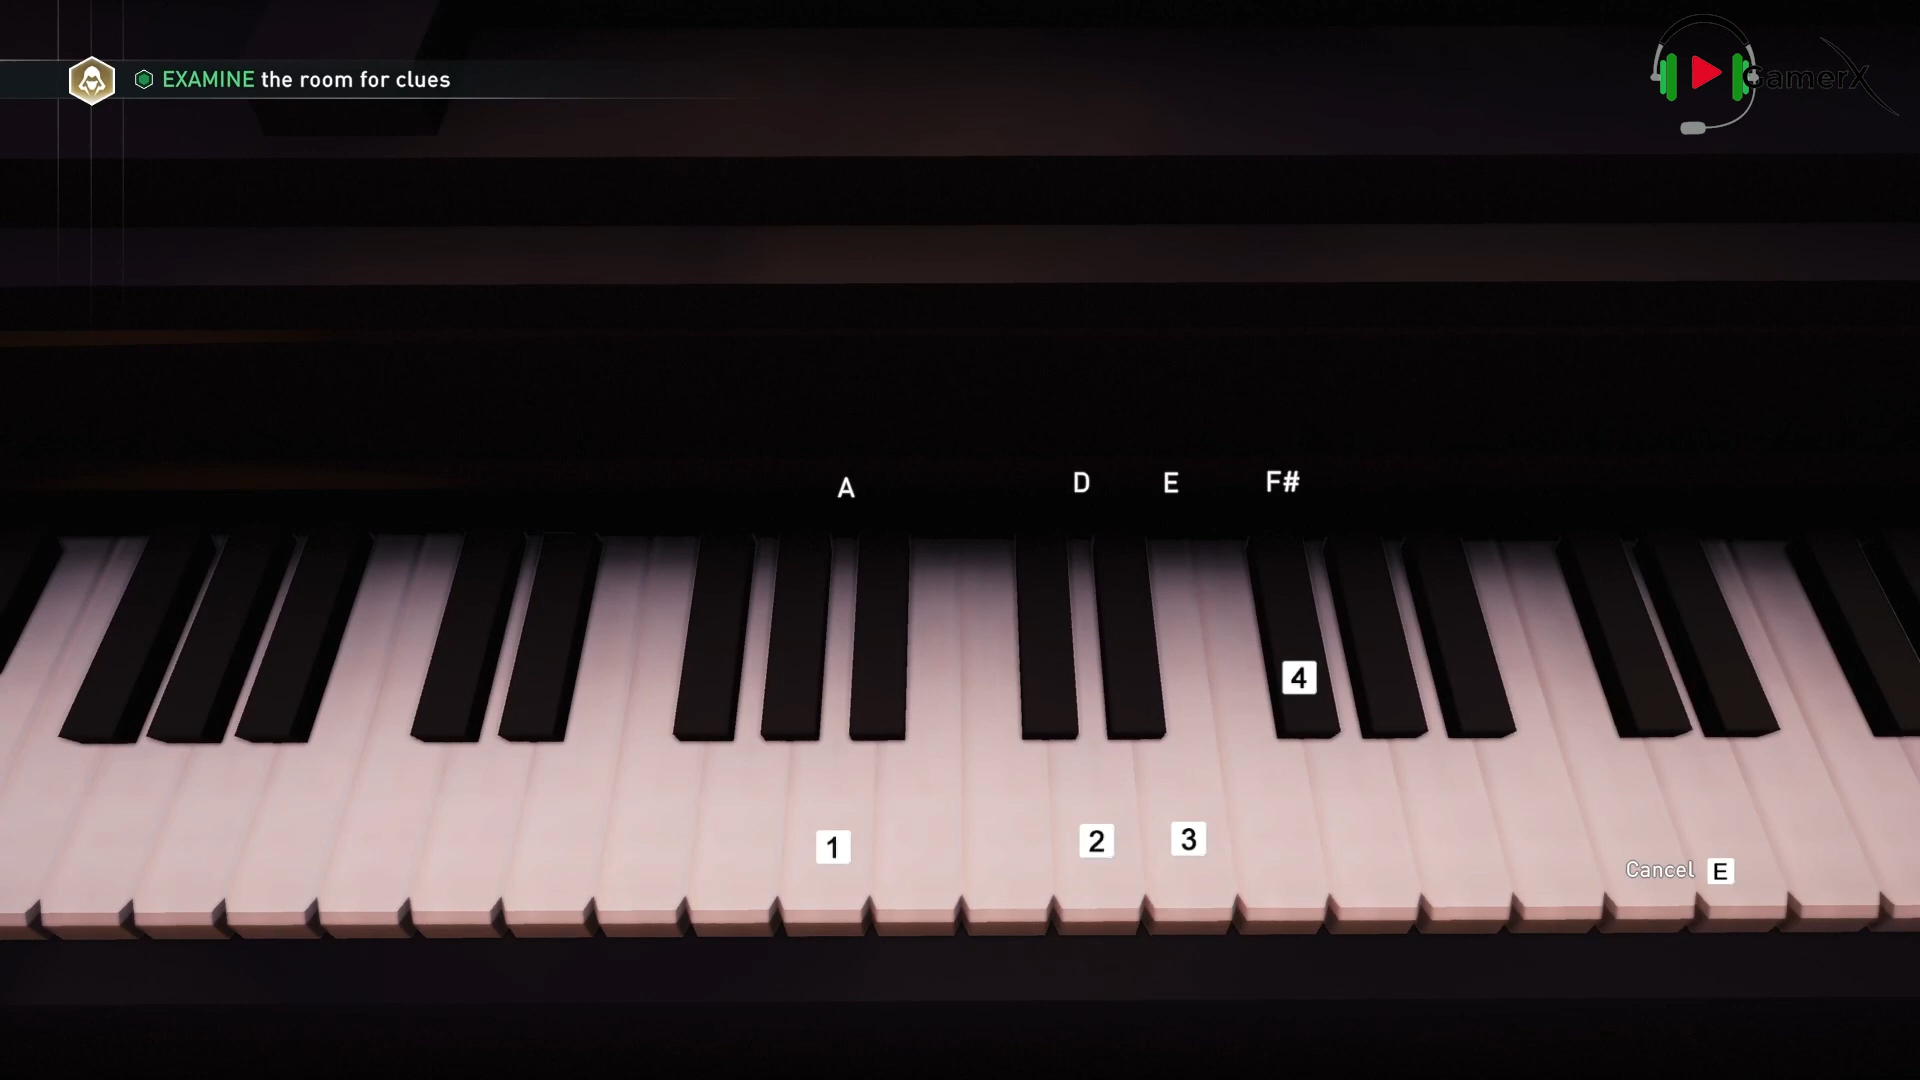 EXAMINE the room for clues
GamerX
A D E F#
4
1 2 3
Cancel E